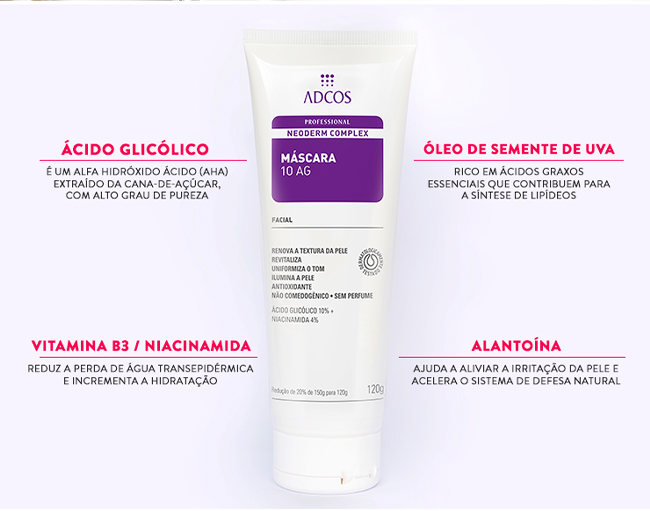 ADCOS
PROFESSIONAL
NEODERM COMPLEX
MÁSCARA
10 AG
FACIAL
RENOVA A TEXTURA DA PELE
REVITALIZA
UNIFORMIZA O TOM
ILUMINA A PELE
ANTIOXIDANTE
NÃO COMEDOGÊNICO • SEM PERFUME
ÁCIDO GLICÓLICO 10% +
NIACINAMIDA 4%
DERMATOLOGICAMENTE TESTADO
Redução de 20% de 150g para 120g
120g
ÁCIDO GLICÓLICO
É UM ALFA HIDRÓXIDO ÁCIDO (AHA)
EXTRAÍDO DA CANA-DE-AÇÚCAR,
COM ALTO GRAU DE PUREZA
ÓLEO DE SEMENTE DE UVA
RICO EM ÁCIDOS GRAXOS
ESSENCIAIS QUE CONTRIBUEM PARA
A SÍNTESE DE LIPÍDEOS
VITAMINA B3 / NIACINAMIDA
REDUZ A PERDA DE ÁGUA TRANSEPIDÉRMICA
E INCREMENTA A HIDRATAÇÃO
ALANTOÍNA
AJUDA A ALIVIAR A IRRITAÇÃO DA PELE E
ACELERA O SISTEMA DE DEFESA NATURAL